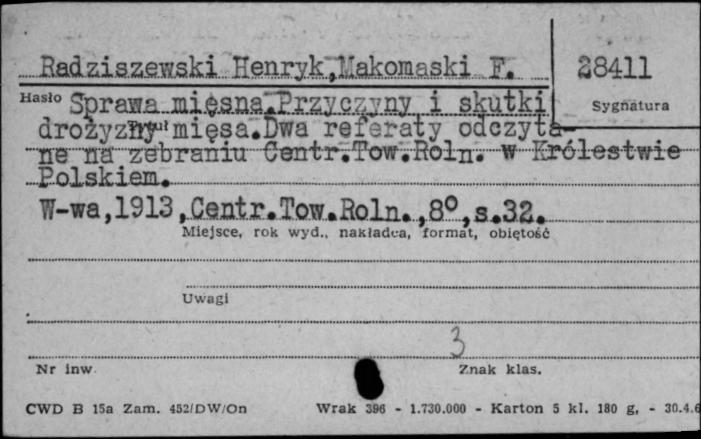 Radziszewski Henryk,Makomaski F.
28411
Hasło Sprawa mięsna.Przyczyny i skutki
Sygnatura
drożyzny mięsa.Dwa referaty odczyta-
Tytuł
ne na zebraniu Centr.Tow.Roln. w Królestwie
Polskiem.
W-wa,1913,Centr.Tow.Roln.,8°,s.32.
Miejsce, rok wyd., nakładca, format, objętość
Uwagi
3
Nr inw.
Znak klas.
CWD B 15a Zam. 452/DW/On Wrak 396 - 1.730.000 - Karton 5 kl. 180 g. - 30.4.6